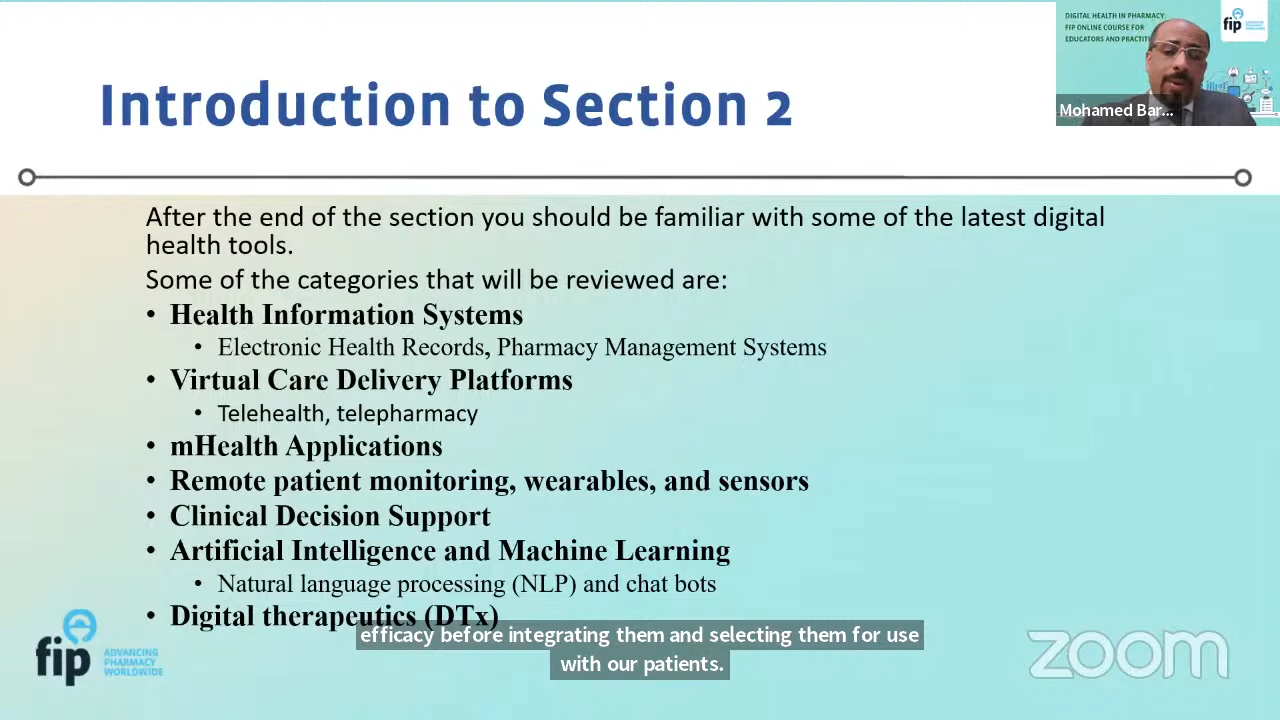 DIGITAL HEALTH IN PHARMACY:
FIP ONLINE COURSE FOR
EDUCATORS AND
fip
Mohamed Bar...
Introduction to Section 2
After the end of the section you should be familiar with some of the latest digital
health tools.
Some of the categories that will be reviewed are:
• Health Information Systems
• Electronic Health Records, Pharmacy Management Systems
• Virtual Care Delivery Platforms
• Telehealth, telepharmacy
• mHealth Applications
• Remote patient monitoring, wearables, and sensors
• Clinical Decision Support
• Artificial Intelligence and Machine Learning
• Natural language processing (NLP) and chat bots
• Digital therapeutics (DTx)
efficacy before integrating them and selecting them for use
with our patients.
fip
ADVANCING
PHARMACY
WORLDWIDE
zoom